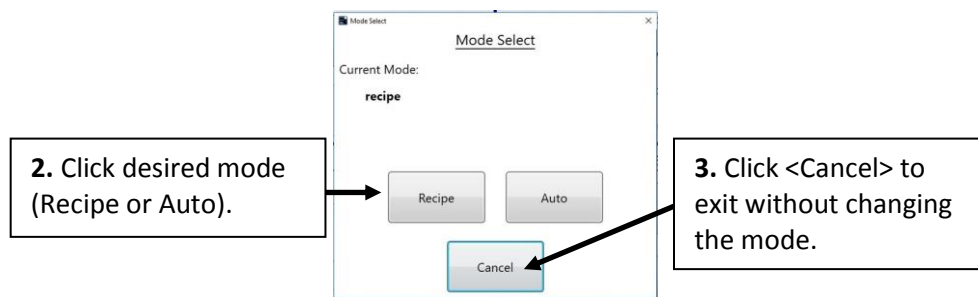 Mode Select
Mode Select
Current Mode:
recipe
2. Click desired mode
(Recipe or Auto).
Recipe
Auto
Cancel
3. Click <Cancel> to
exit without changing
the mode.